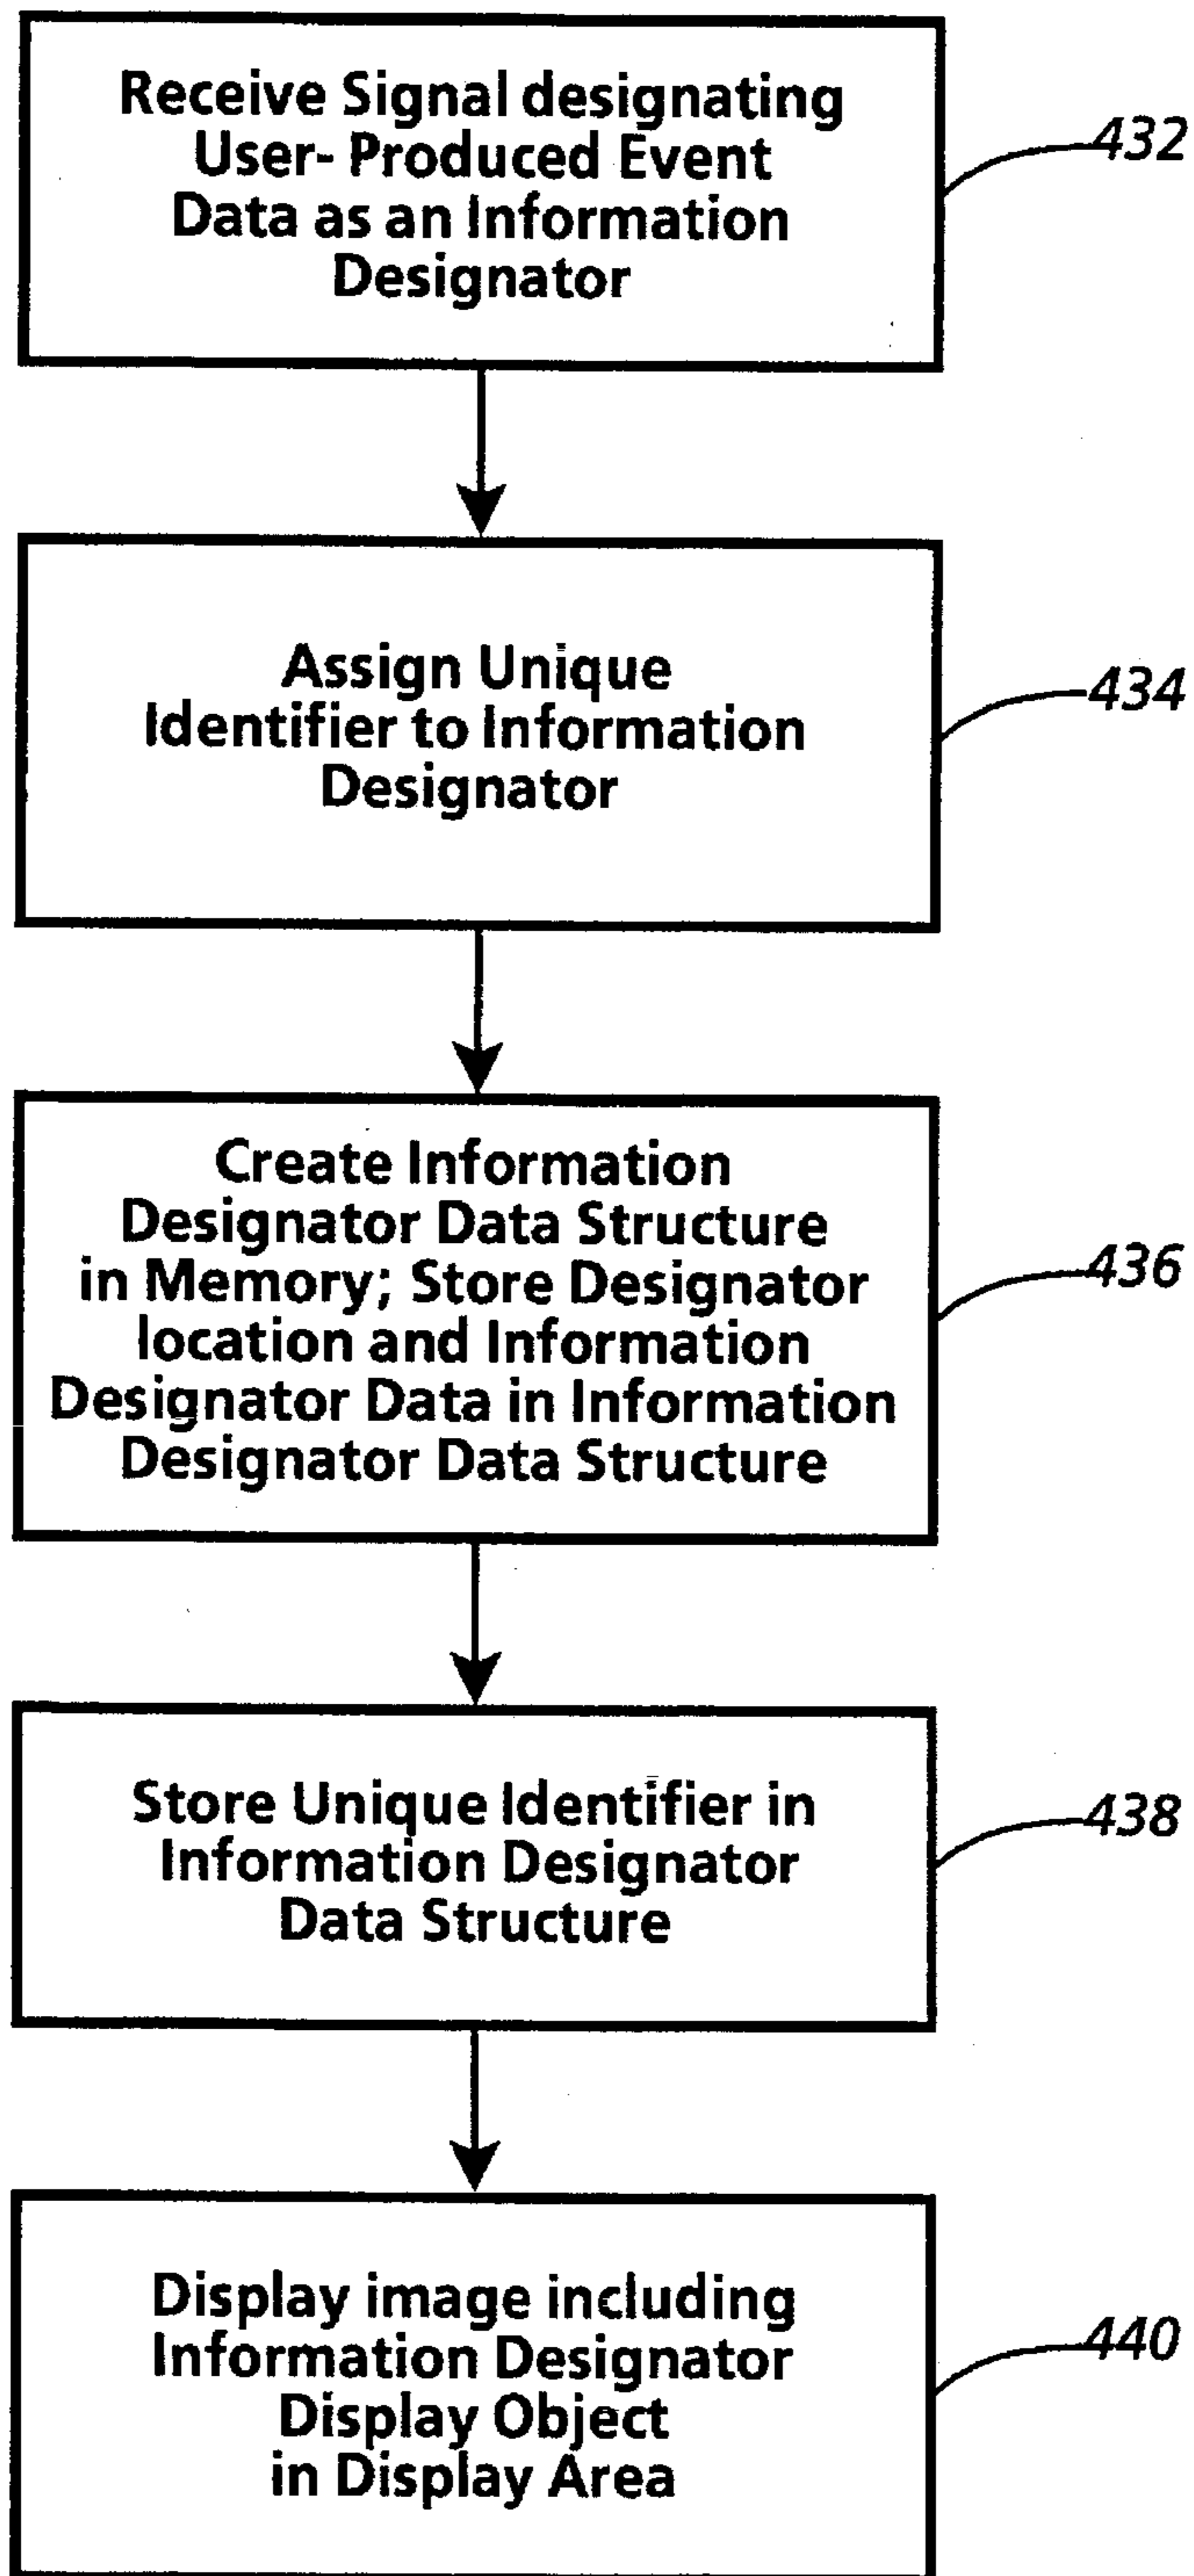 Receive Signal designating
User- Produced Event
Data as an Information
Designator
432
Assign Unique
Identifier to Information
Designator
434
Create Information
Designator Data Structure
in Memory; Store Designator
location and Information
Designator Data in Information
Designator Data Structure
436
Store Unique Identifier in
Information Designator
Data Structure
438
Display image including
Information Designator
Display Object
in Display Area
440